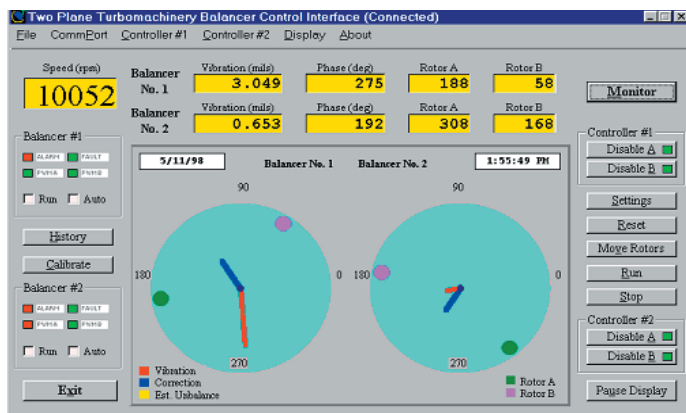 Two Plane Turbomachinery Balancer Control Interface (Connected)
File CommPort Controller #1 Controller #2 Display About
Speed (rpm)
10052
Balancer No. 1
Vibration (mils) Phase (deg) Rotor A Rotor B
3.049 275 188 58
Balancer No. 2
Vibration (mils) Phase (deg) Rotor A Rotor B
0.653 192 308 168
Monitor
Balancer #1
ALARM FAULT
PWMA PWMB
Run Auto
History
Calibrate
Balancer #2
ALARM FAULT
PWMA PWMB
Run Auto
Exit
5/11/98 Balancer No. 1 Balancer No. 2 1:55:49 PM
90 90
180 0 180 0
270 270
Vibration
Correction
Est. Unbalance
Rotor A
Rotor B
Controller #1
Disable A
Disable B
Settings
Reset
Move Rotors
Run
Stop
Controller #2
Disable A
Disable B
Pause Display